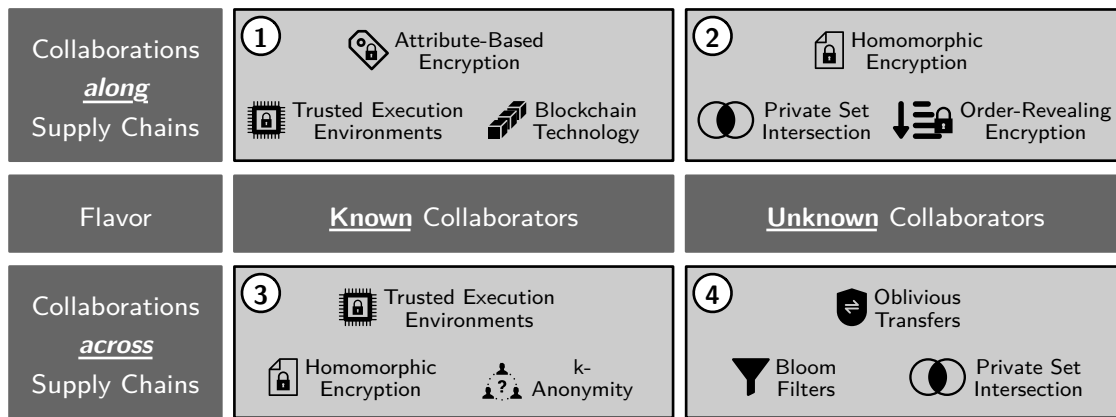 Collaborations
along
Supply Chains
1
Attribute-Based
Encryption
Trusted Execution
Environments
Blockchain
Technology
2
Homomorphic
Encryption
Private Set
Intersection
Order-Revealing
Encryption
Flavor
Known Collaborators
Unknown Collaborators
Collaborations
across
Supply Chains
3
Trusted Execution
Environments
Homomorphic
Encryption
?
k-
Anonymity
4
Oblivious
Transfers
Bloom
Filters
Private Set
Intersection